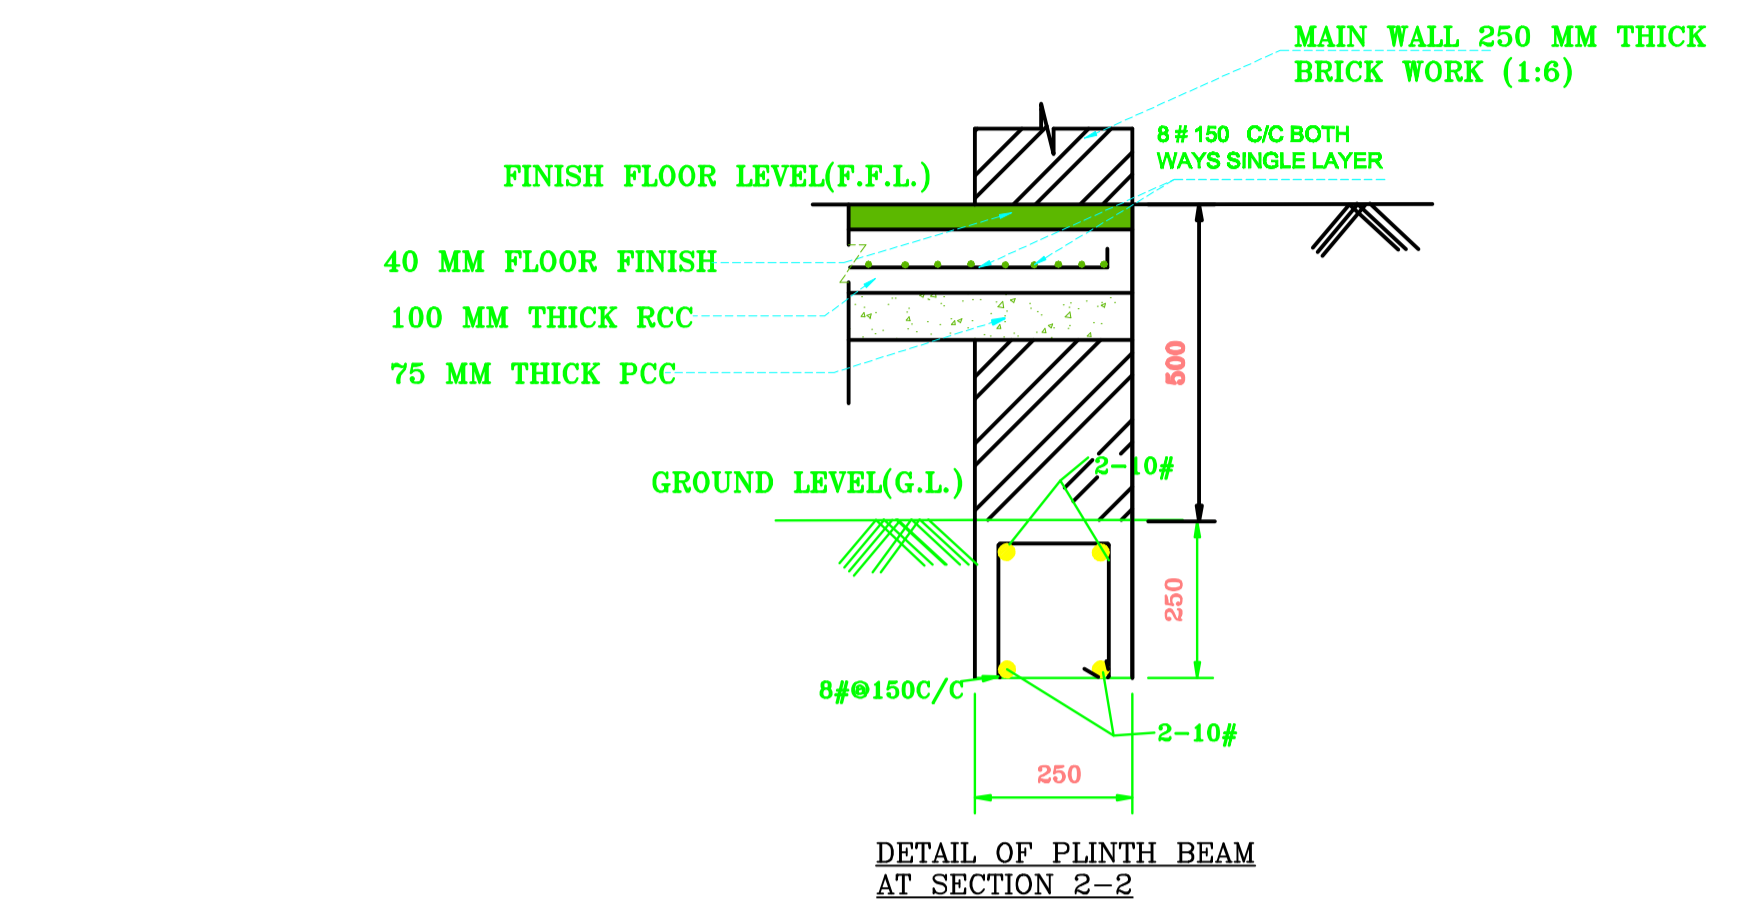 MAIN WALL 250 MM THICK
BRICK WORK (1:6)
8 # 150 C/C BOTH
WAYS SINGLE LAYER
FINISH FLOOR LEVEL(F.F.L.)
40 MM FLOOR FINISH
100 MM THICK RCC
75 MM THICK PCC
500
2-10#
GROUND LEVEL(G.L.)
250
8#@150C/C
2-10#
250
DETAIL OF PLINTH BEAM
AT SECTION 2-2